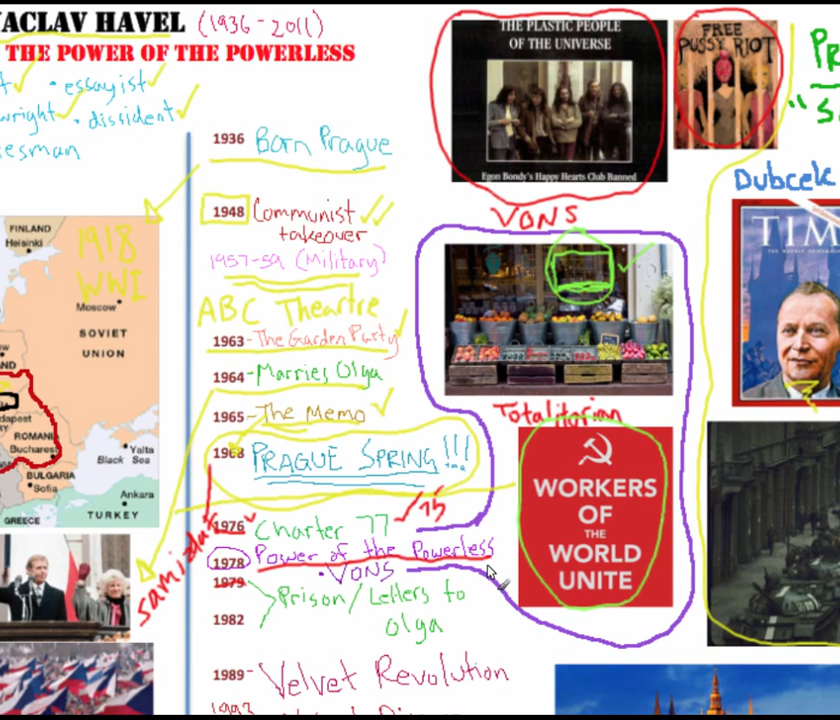 VACLAV HAVEL (1936-2011)
THE POWER OF THE POWERLESS
• essayist
wright • dissident
esman
1936 Born Prague
1948 Communist takeover
1957-59 (Military)
ABC Theartre
1963 - The Garden Party
1964 - Marries Olga
1965 - The Memo
1968 PRAGUE SPRING!!!
1976 Charter 77
75
samisdat
1978 Power of the Powerless
• VONS
1979
Prison/Letters to
1982 Olga
1989 - Velvet Revolution
FINLAND
Helsinki
1918
WWI
Moscow
SOVIET
UNION
ROMANIA
Bucharest
BULGARIA
Sofia
Black Sea
Yalta
Ankara
TURKEY
GREECE
THE PLASTIC PEOPLE
OF THE UNIVERSE
Egon Bondy's Happy Hearts Club Banned
FREE
PUSSY RIOT
VONS
Totalitarian
WORKERS
OF
THE
WORLD
UNITE
Dubcek
TIM